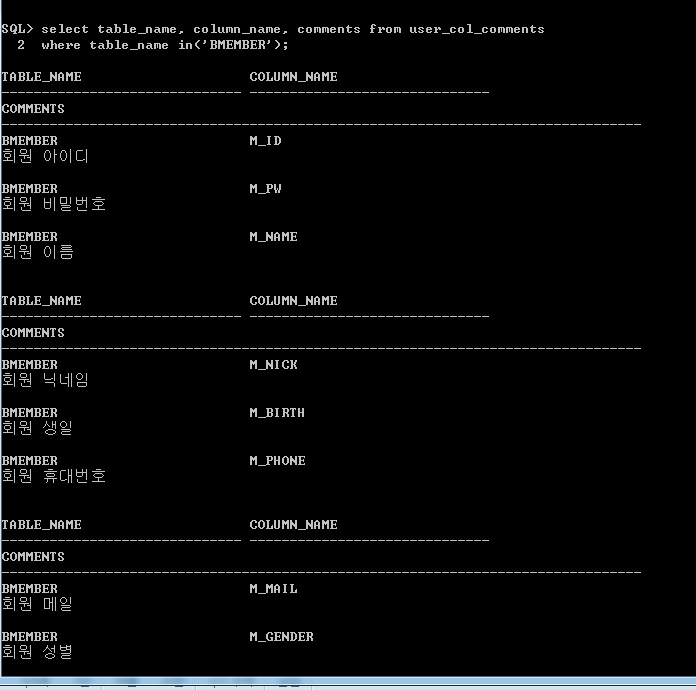 SQL> select table_name, column_name, comments from user_col_comments
2 where table_name in('BMEMBER');
TABLE_NAME COLUMN_NAME
COMMENTS
BMEMBER M_ID
회원 아이디
BMEMBER M_PW
회원 비밀번호
BMEMBER M_NAME
회원 이름
TABLE_NAME COLUMN_NAME
COMMENTS
BMEMBER M_NICK
회원 닉네임
BMEMBER M_BIRTH
회원 생일
BMEMBER M_PHONE
회원 휴대번호
TABLE_NAME COLUMN_NAME
COMMENTS
BMEMBER M_MAIL
회원 메일
BMEMBER M_GENDER
회원 성별